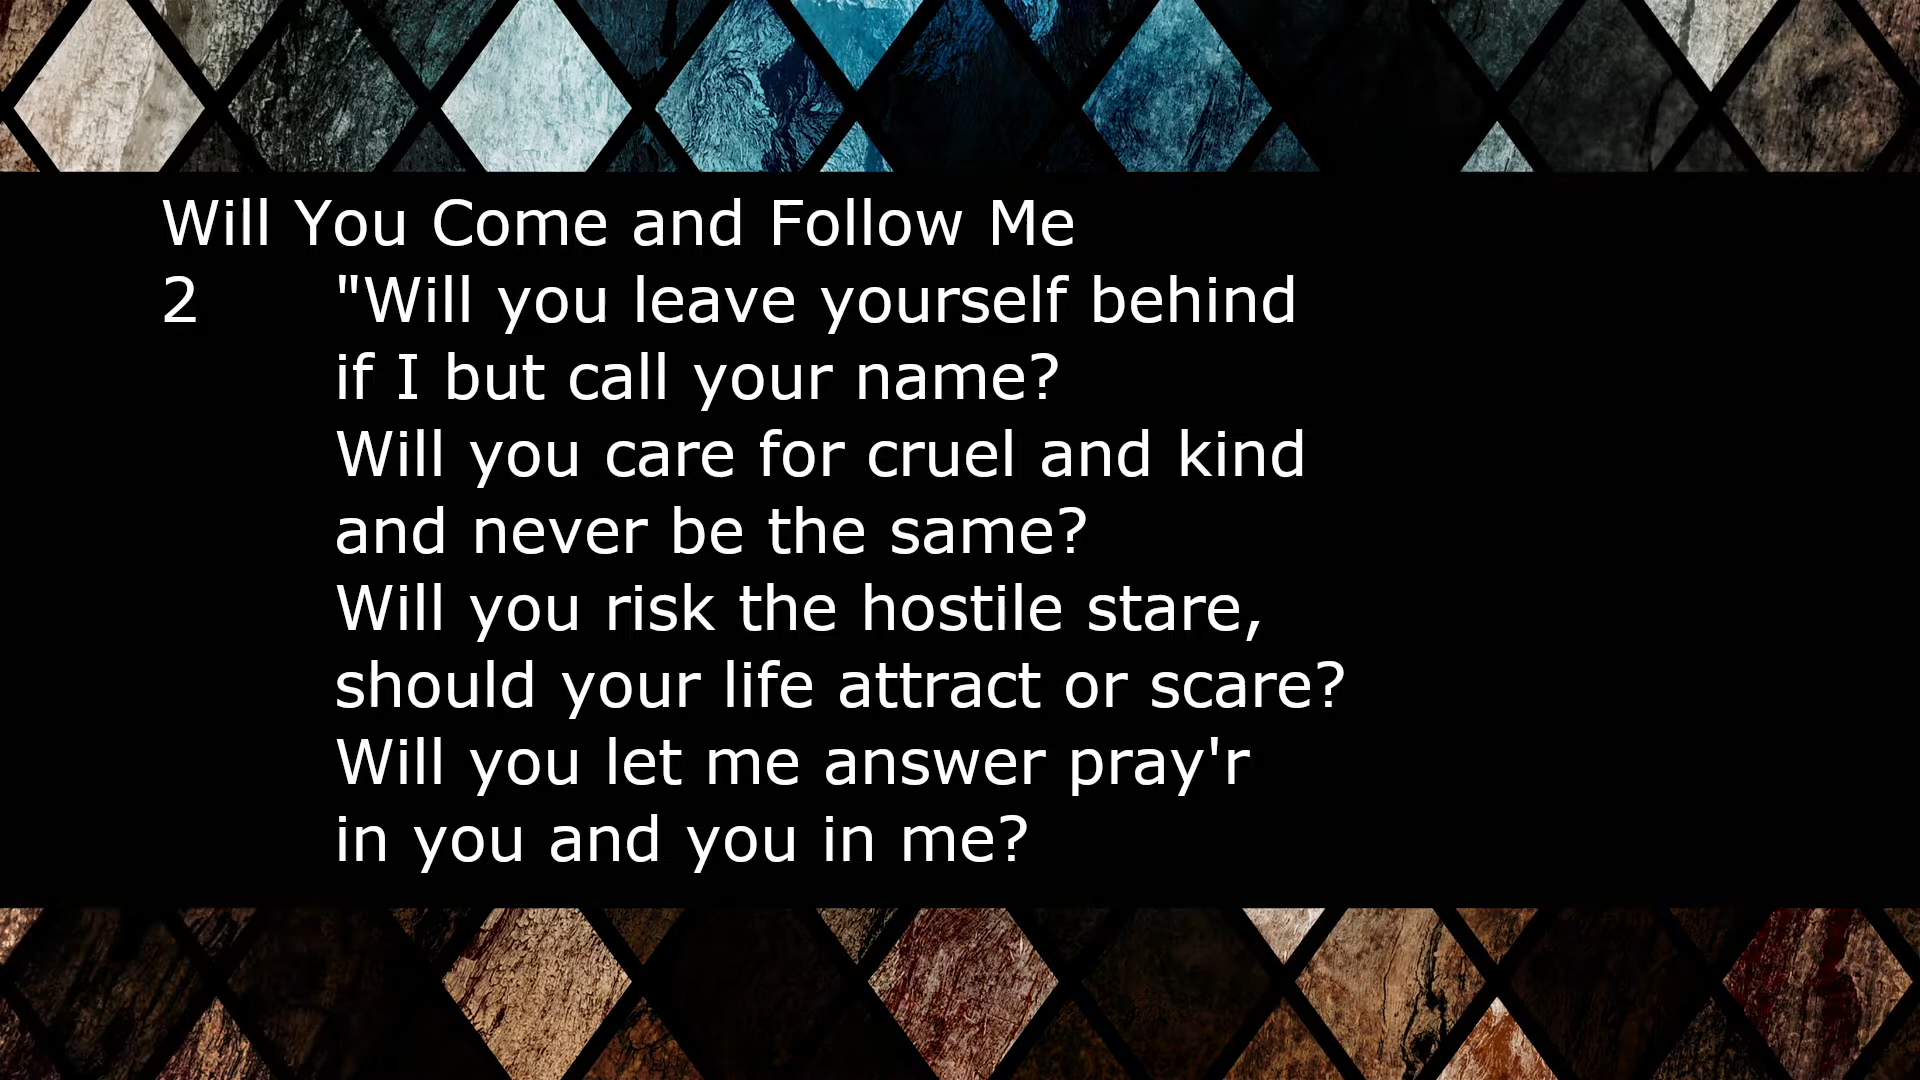 Will You Come and Follow Me
2 "Will you leave yourself behind
if I but call your name?
Will you care for cruel and kind
and never be the same?
Will you risk the hostile stare,
should your life attract or scare?
Will you let me answer pray'r
in you and you in me?